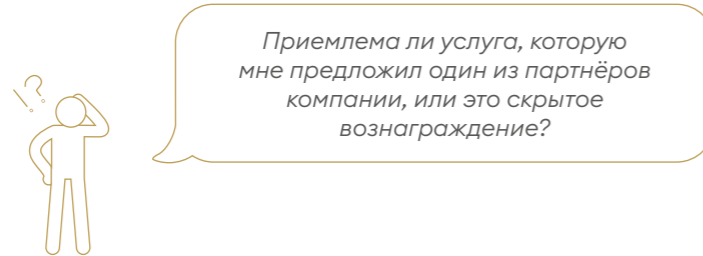 !?
Приемлема ли услуга, которую
мне предложил один из партнёров
компании, или это скрытое
вознаграждение?